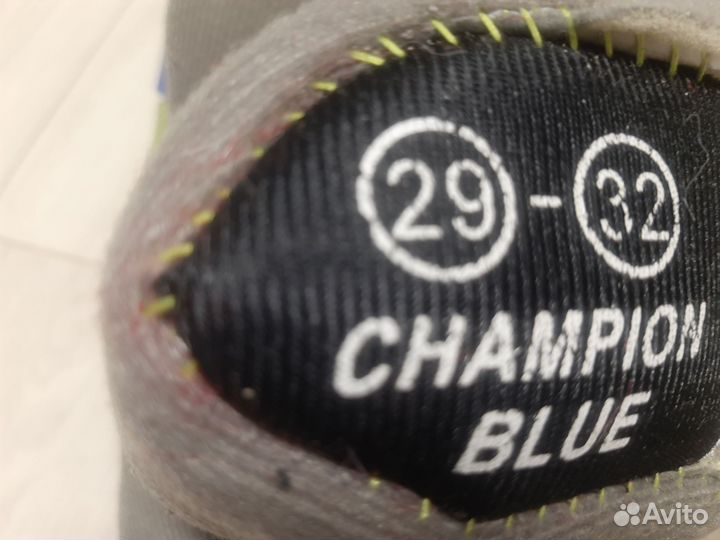 29 - 32
CHAMPION
BLUE
Avito